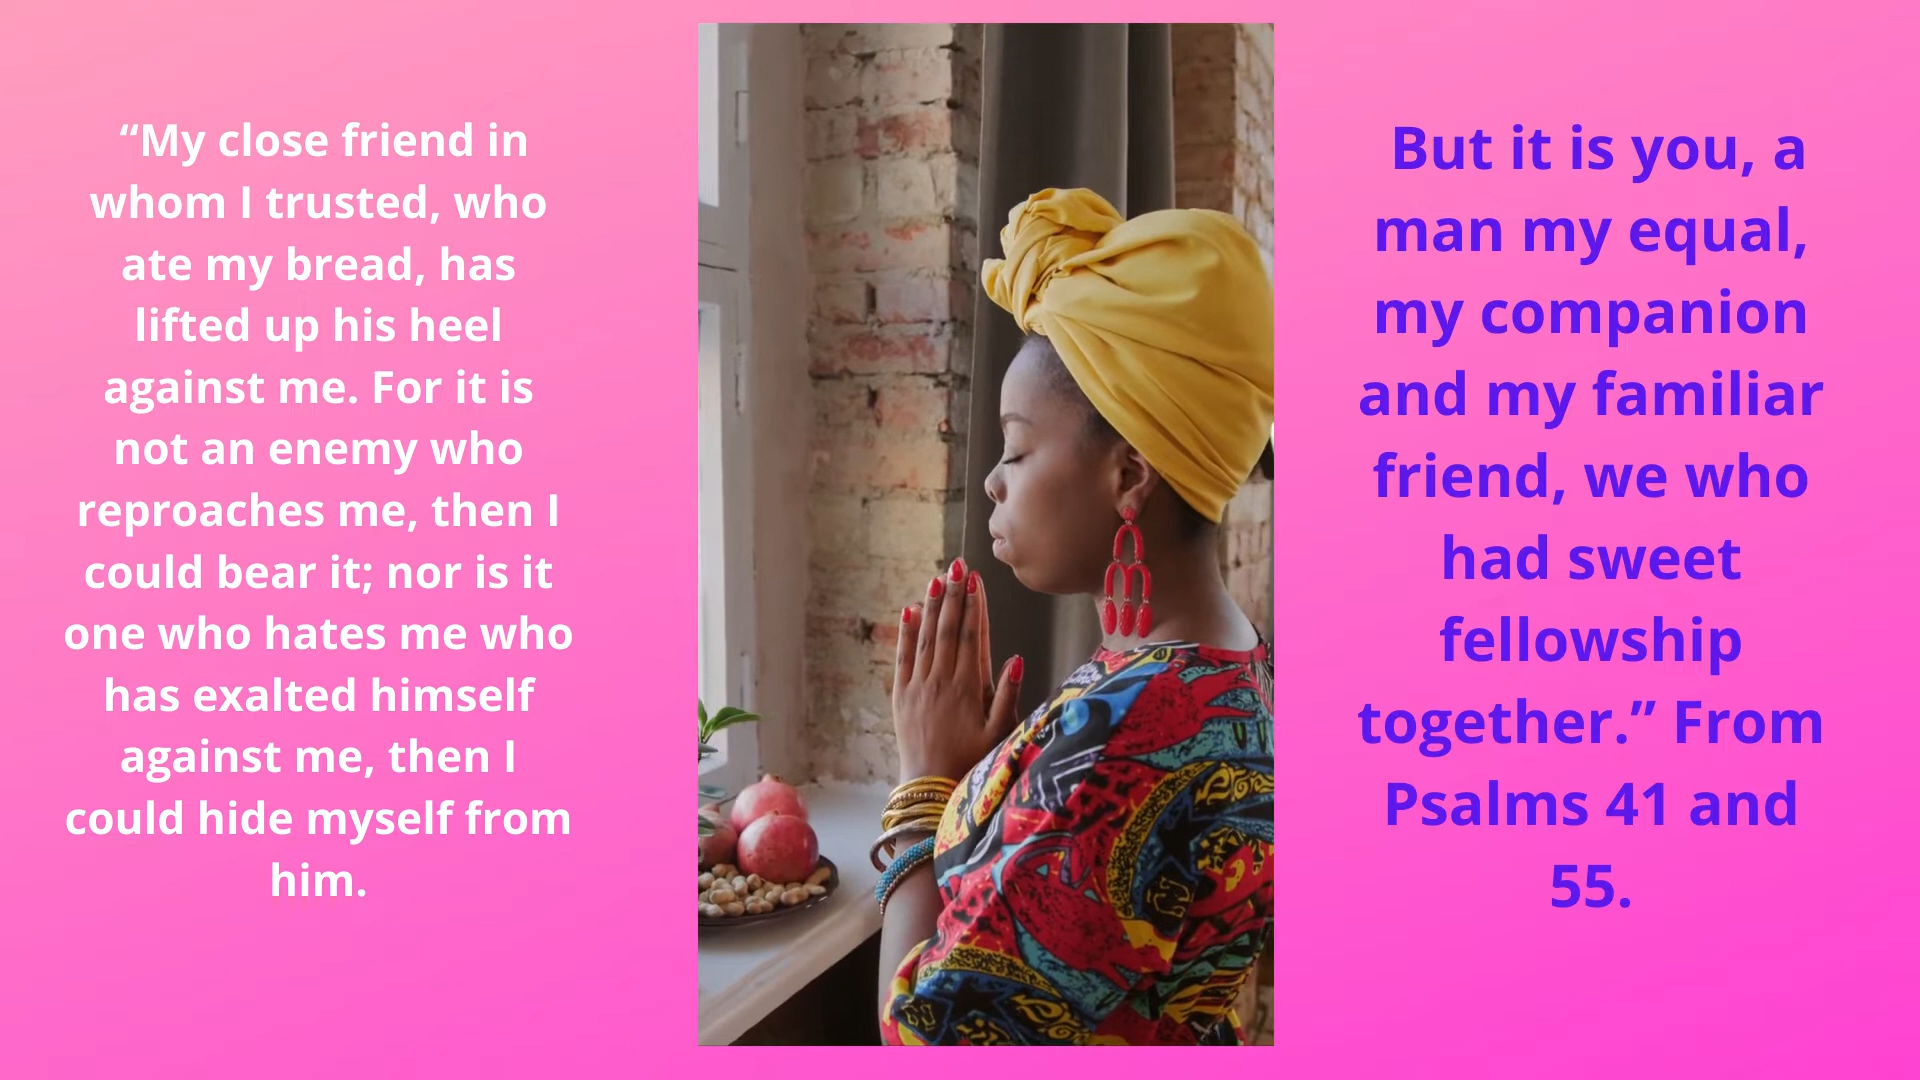 “My close friend in
whom I trusted, who
ate my bread, has
lifted up his heel
against me. For it is
not an enemy who
reproaches me, then I
could bear it; nor is it
one who hates me who
has exalted himself
against me, then I
could hide myself from
him.
But it is you, a
man my equal,
my companion
and my familiar
friend, we who
had sweet
fellowship
together.” From
Psalms 41 and
55.